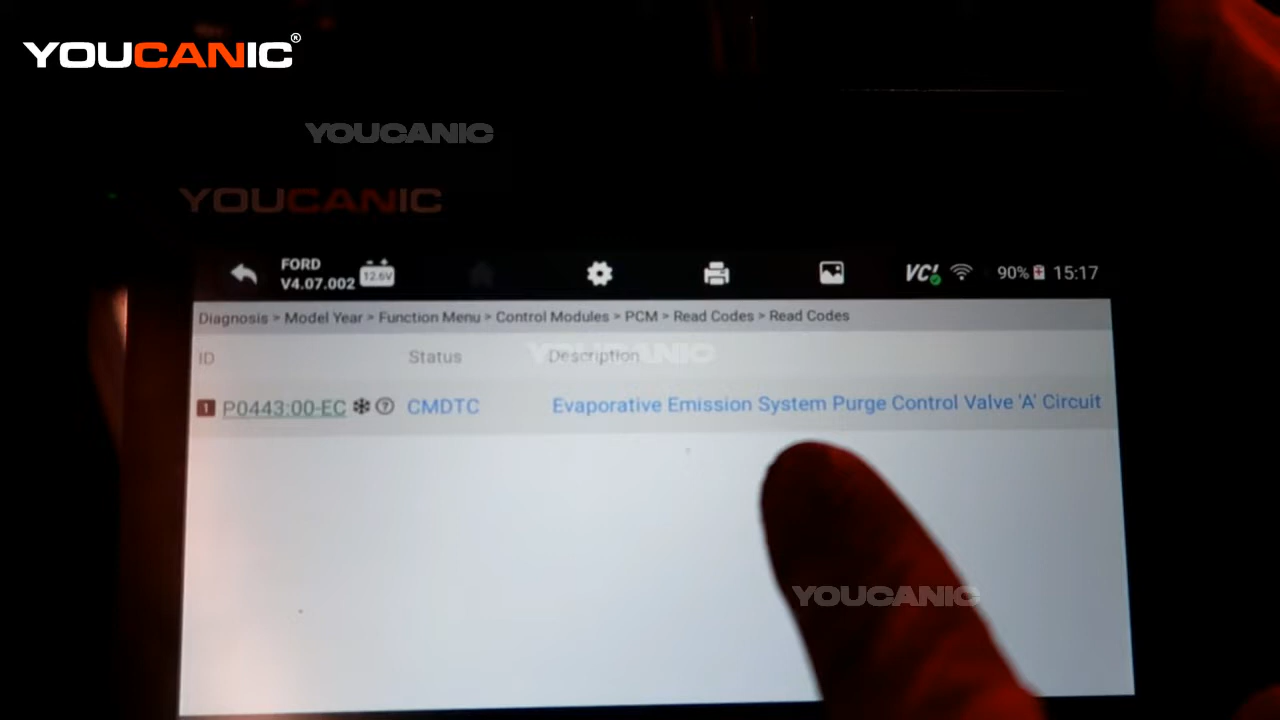 YOUCANIC®
YOUCANIC
YOUCANIC
FORD
V4.07.002
12.6V
VCI
90%
15:17
Diagnosis > Model Year > Function Menu > Control Modules > PCM > Read Codes > Read Codes
ID Status Description
YOUCANIC
1 P0443:00-EC ? CMDTC Evaporative Emission System Purge Control Valve 'A' Circuit
YOUCANIC